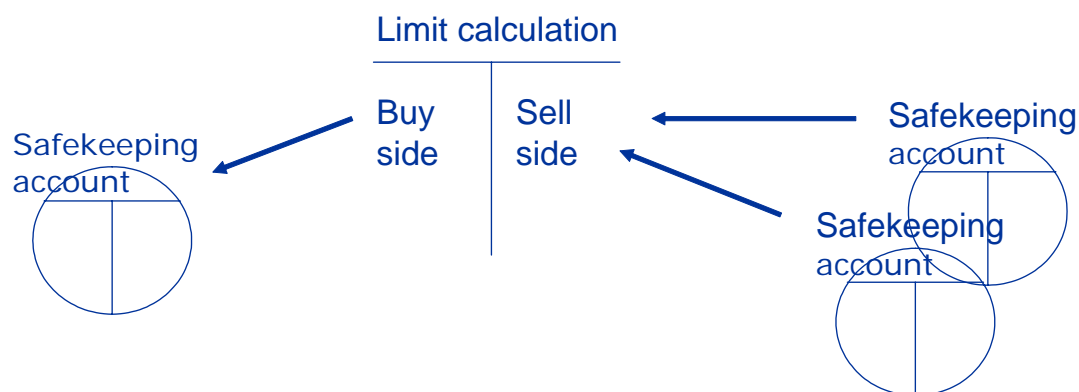 Limit calculation
Buy
side
Sell
side
Safekeeping
account
Safekeeping
account
Safekeeping
account